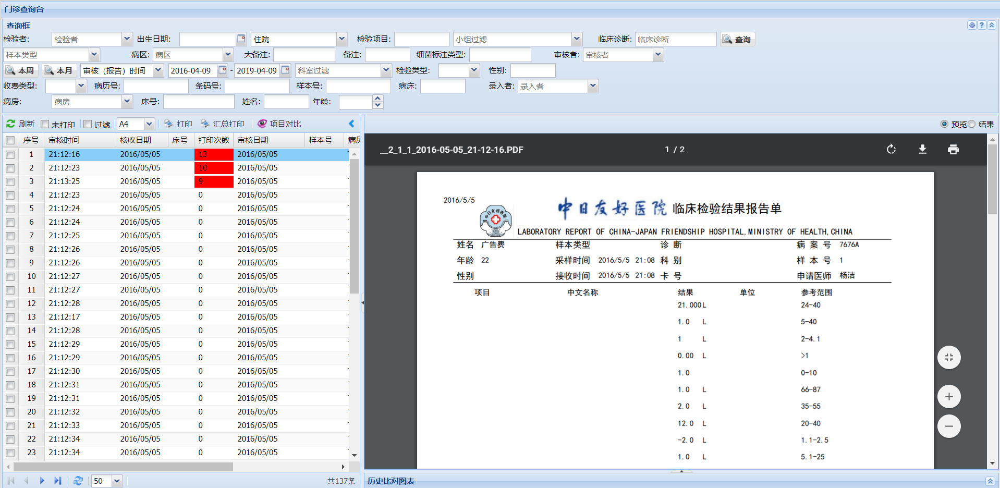 门诊查询台
查询框
检验者: 检验者 出生日期: 住院 检验项目: 小组过滤 临床诊断: 临床诊断 查询
样本类型 病区: 病区 大备注: 备注: 细菌标注类型: 审核者: 审核者
本周 本月 审核（报告）时间 2016-04-09 - 2019-04-09 科室过滤 检验类型: 性别:
收费类型: 病历号: 条码号: 样本号: 病床: 录入者: 录入者
病房: 病房 床号: 姓名: 年龄:
刷新 未打印 过滤 A4 打印 汇总打印 项目对比
序号 审核时间 核收日期 床号 打印次数 审核日期 样本号 病历
1 21:12:16 2016/05/05 13 2016/05/05
2 21:12:23 2016/05/05 10 2016/05/05
3 21:13:25 2016/05/05 9 2016/05/05
4 21:12:23 2016/05/05 0 2016/05/05
5 21:12:24 2016/05/05 0 2016/05/05
6 21:12:24 2016/05/05 0 2016/05/05
7 21:12:25 2016/05/05 0 2016/05/05
8 21:12:26 2016/05/05 0 2016/05/05
9 21:12:26 2016/05/05 0 2016/05/05
10 21:12:27 2016/05/05 0 2016/05/05
11 21:12:27 2016/05/05 0 2016/05/05
12 21:12:28 2016/05/05 0 2016/05/05
13 21:12:17 2016/05/05 0 2016/05/05
14 21:12:28 2016/05/05 0 2016/05/05
15 21:12:29 2016/05/05 0 2016/05/05
16 21:12:29 2016/05/05 0 2016/05/05
17 21:12:30 2016/05/05 0 2016/05/05
18 21:12:31 2016/05/05 0 2016/05/05
19 21:12:31 2016/05/05 0 2016/05/05
20 21:12:32 2016/05/05 0 2016/05/05
21 21:12:33 2016/05/05 0 2016/05/05
22 21:12:34 2016/05/05 0 2016/05/05
23 21:12:34 2016/05/05 0 2016/05/05
50 共137条
预览 结果
__2_1_1_2016-05-05_21-12-16.PDF 1 / 2
2016/5/5
中日友好医院
中日友好医院 临床检验结果报告单
LABORATORY REPORT OF CHINA-JAPAN FRIENDSHIP HOSPITAL,MINISTRY OF HEALTH,CHINA
姓名 广告费 样本类型 诊 断 病 案 号 7676A
年龄 22 采样时间 2016/5/5 21:08 科 别 样 本 号 1
性别 接收时间 2016/5/5 21:08 卡 号 申请医师 杨洁
项目 中文名称 结果 单位 参考范围
21.000 L 24-40
1.0 L 5-40
1 L 2-4.1
0.00 L >1
1.0 0-10
1.0 L 66-87
2.0 L 35-55
12.0 L 20-40
-2.0 L 1.1-2.5
1.0 L 5.1-25
历史比对图表